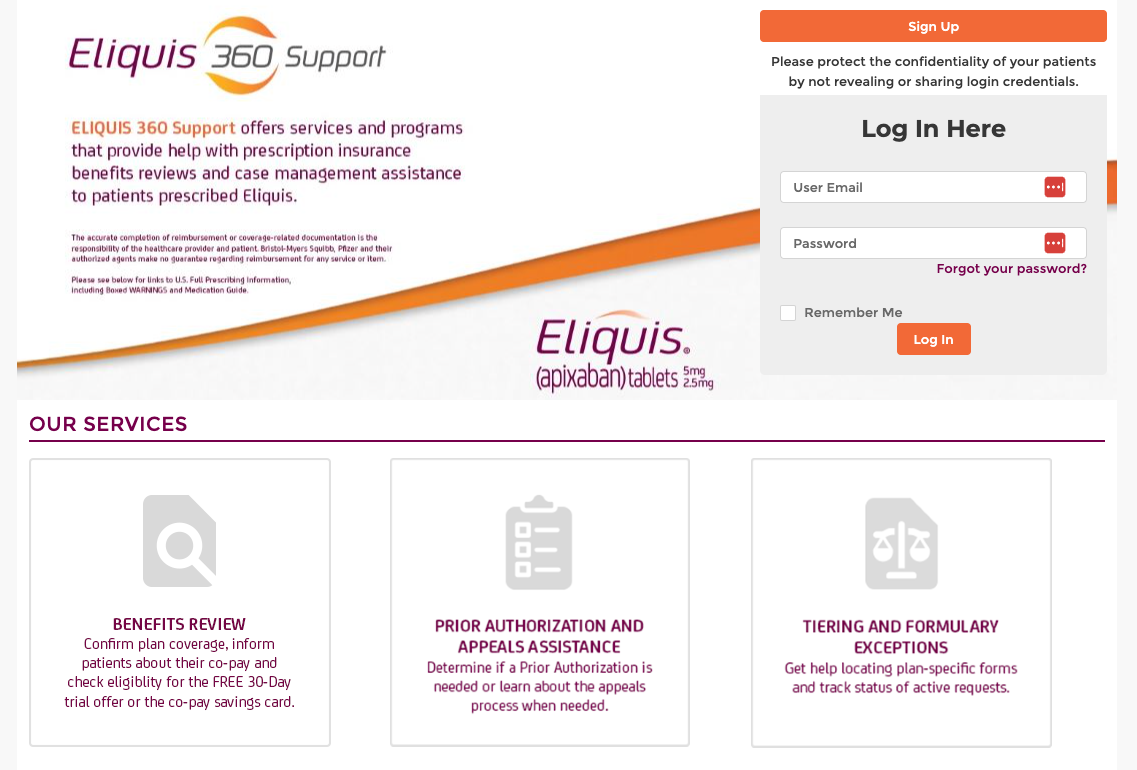 Eliquis 360 Support
ELIQUIS 360 Support offers services and programs
that provide help with prescription insurance
benefits reviews and case management assistance
to patients prescribed Eliquis.
The accurate completion of reimbursement or coverage-related documentation is the
responsibility of the healthcare provider and patient. Bristol-Myers Squibb, Pfizer and their
authorized agents make no guarantee regarding reimbursement for any service or item.
Please see below for links to U.S. Full Prescribing Information,
including Boxed WARNINGS and Medication Guide.
Eliquis®
(apixaban) tablets 5mg
2.5mg
Sign Up
Please protect the confidentiality of your patients
by not revealing or sharing login credentials.
Log In Here
User Email
Password
Forgot your password?
Remember Me
Log In
OUR SERVICES
BENEFITS REVIEW
Confirm plan coverage, inform
patients about their co-pay and
check eligiblity for the FREE 30-Day
trial offer or the co-pay savings card.
PRIOR AUTHORIZATION AND
APPEALS ASSISTANCE
Determine if a Prior Authorization is
needed or learn about the appeals
process when needed.
TIERING AND FORMULARY
EXCEPTIONS
Get help locating plan-specific forms
and track status of active requests.